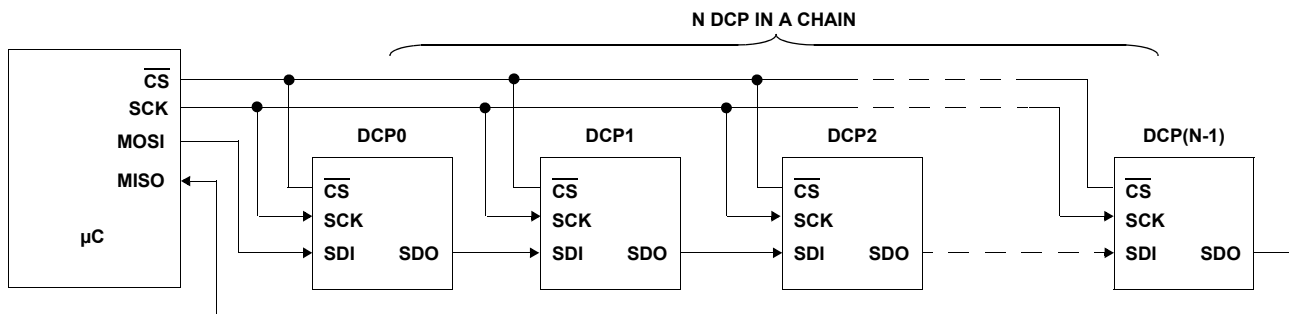 N DCP IN A CHAIN
CS
SCK
MOSI
MISO
µC
DCP0
CS
SCK
SDI SDO
DCP1
CS
SCK
SDI SDO
DCP2
CS
SCK
SDI SDO
DCP(N-1)
CS
SCK
SDI SDO